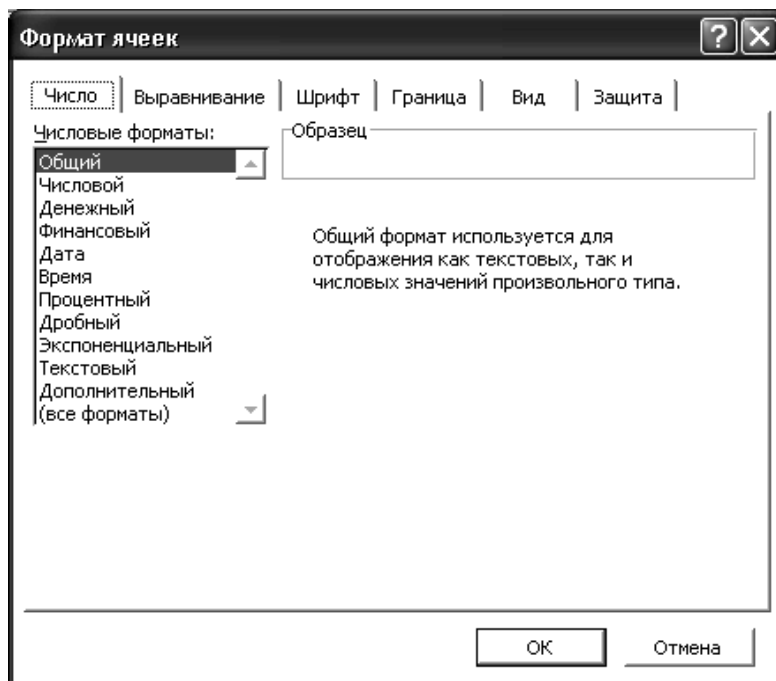 Формат ячеек
Число Выравнивание Шрифт Граница Вид Защита
Числовые форматы:
Общий
Числовой
Денежный
Финансовый
Дата
Время
Процентный
Дробный
Экспоненциальный
Текстовый
Дополнительный
(все форматы)
Образец
Общий формат используется для
отображения как текстовых, так и
числовых значений произвольного типа.
ОК Отмена